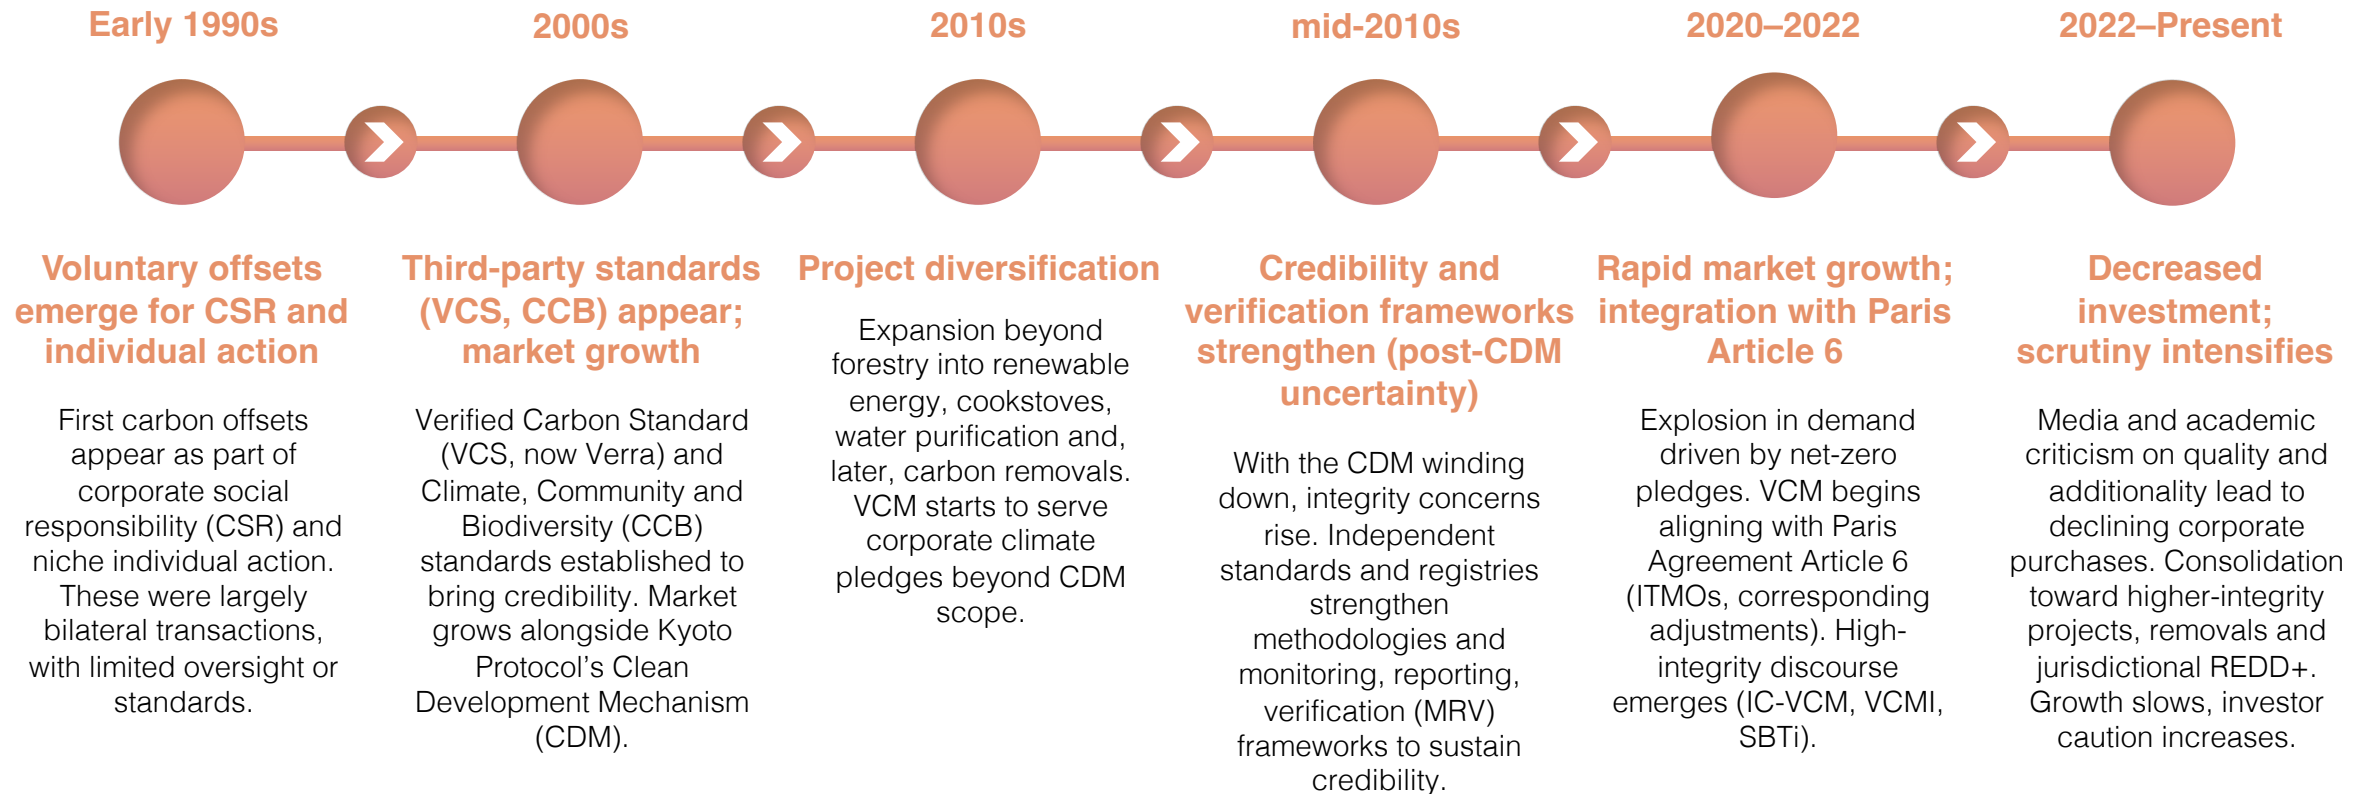 Early 1990s
Voluntary offsets
emerge for CSR and
individual action
First carbon offsets
appear as part of
corporate social
responsibility (CSR) and
niche individual action.
These were largely
bilateral transactions,
with limited oversight or
standards.
2000s
Third-party standards
(VCS, CCB) appear;
market growth
Verified Carbon Standard
(VCS, now Verra) and
Climate, Community and
Biodiversity (CCB)
standards established to
bring credibility. Market
grows alongside Kyoto
Protocol’s Clean
Development Mechanism
(CDM).
2010s
Project diversification
Expansion beyond
forestry into renewable
energy, cookstoves,
water purification and,
later, carbon removals.
VCM starts to serve
corporate climate
pledges beyond CDM
scope.
mid-2010s
Credibility and
verification frameworks
strengthen (post-CDM
uncertainty)
With the CDM winding
down, integrity concerns
rise. Independent
standards and registries
strengthen
methodologies and
monitoring, reporting,
verification (MRV)
frameworks to sustain
credibility.
2020–2022
Rapid market growth;
integration with Paris
Article 6
Explosion in demand
driven by net-zero
pledges. VCM begins
aligning with Paris
Agreement Article 6
(ITMOs, corresponding
adjustments). High-
integrity discourse
emerges (IC-VCM, VCMI,
SBTi).
2022–Present
Decreased
investment;
scrutiny intensifies
Media and academic
criticism on quality and
additionality lead to
declining corporate
purchases. Consolidation
toward higher-integrity
projects, removals and
jurisdictional REDD+.
Growth slows, investor
caution increases.